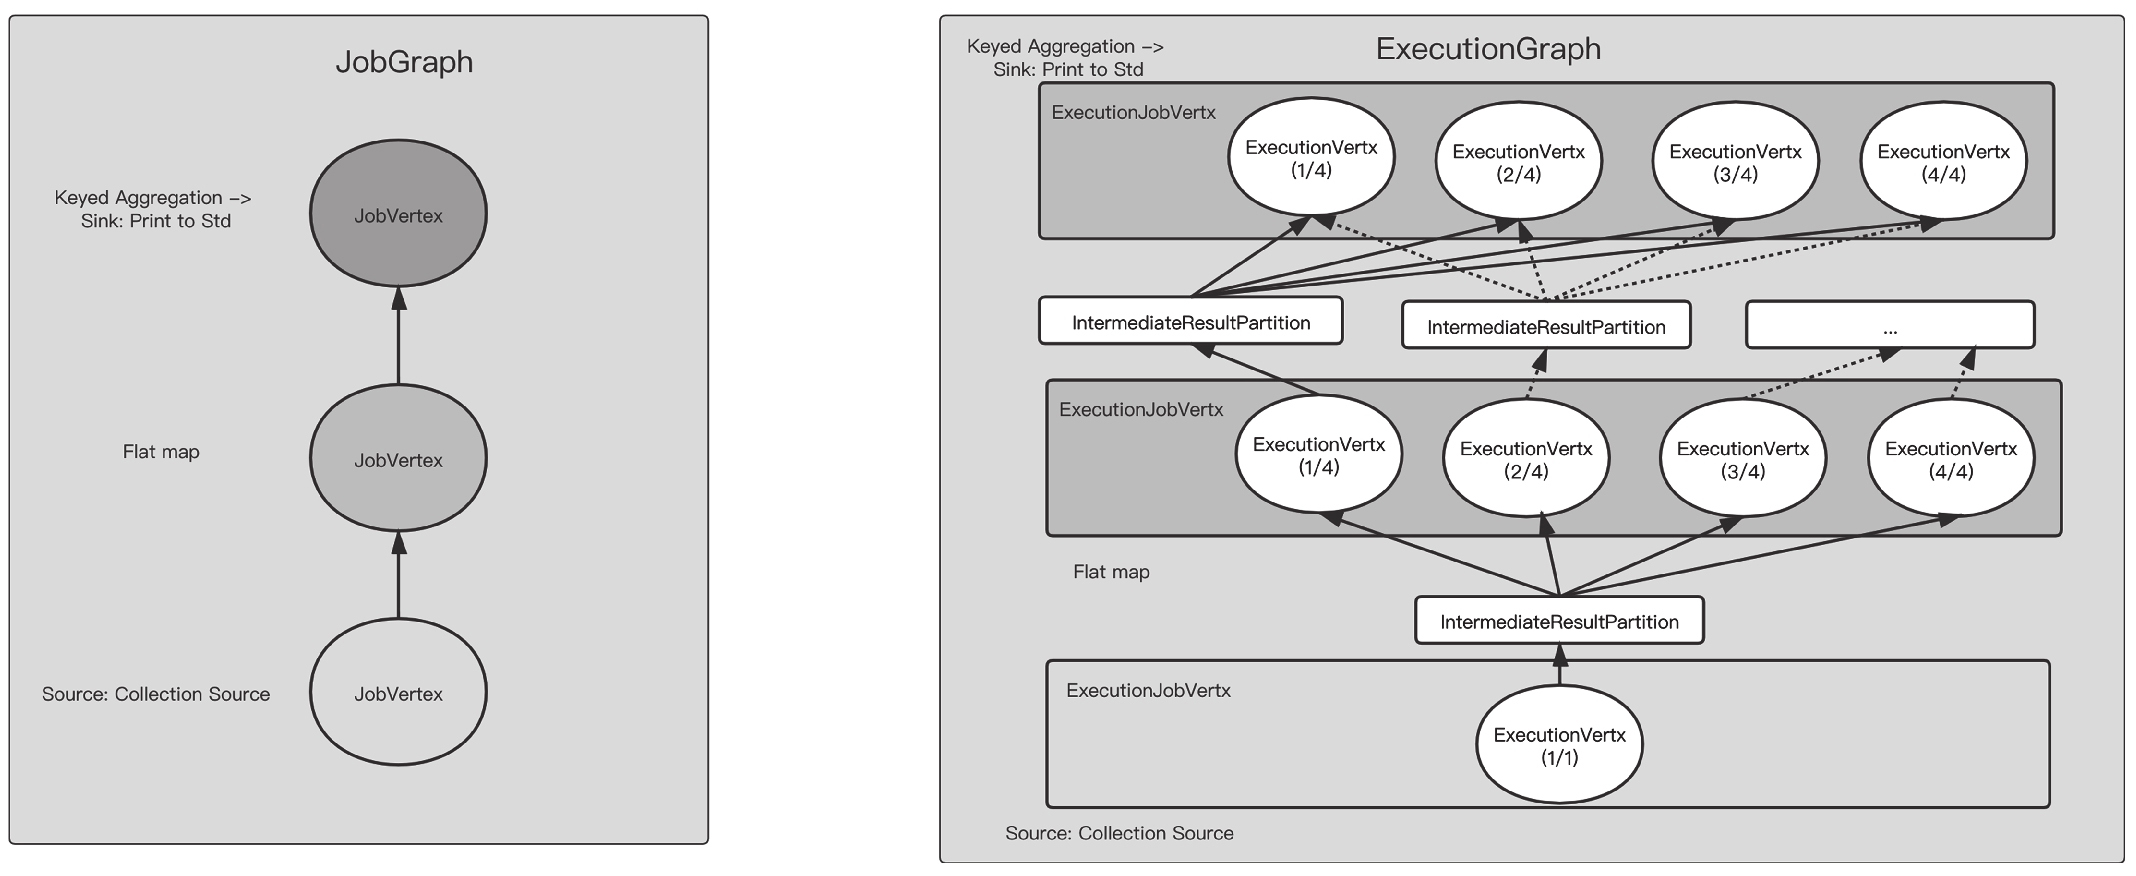 JobGraph
Keyed Aggregation ->
Sink: Print to Std
JobVertex
Flat map
JobVertex
Source: Collection Source
JobVertex
ExecutionGraph
Keyed Aggregation ->
Sink: Print to Std
ExecutionJobVertx
ExecutionVertx
(1/4)
ExecutionVertx
(2/4)
ExecutionVertx
(3/4)
ExecutionVertx
(4/4)
IntermediateResultPartition
IntermediateResultPartition
...
ExecutionJobVertx
ExecutionVertx
(1/4)
ExecutionVertx
(2/4)
ExecutionVertx
(3/4)
ExecutionVertx
(4/4)
Flat map
IntermediateResultPartition
ExecutionJobVertx
ExecutionVertx
(1/1)
Source: Collection Source